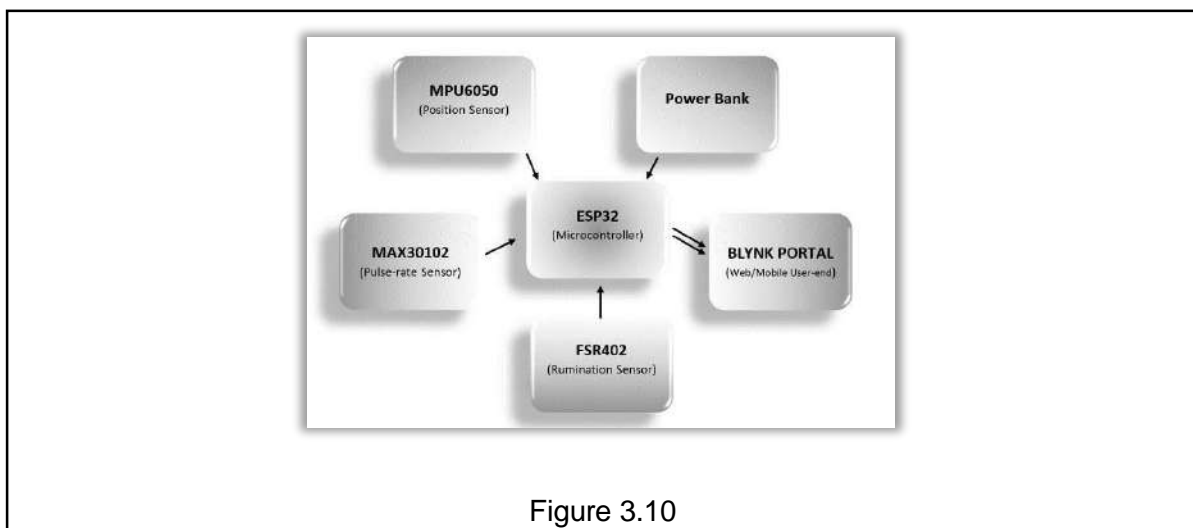 MPU6050
(Position Sensor)
Power Bank
ESP32
(Microcontroller)
MAX30102
(Pulse-rate Sensor)
BLYNK PORTAL
(Web/Mobile User-end)
FSR402
(Rumination Sensor)
Figure 3.10